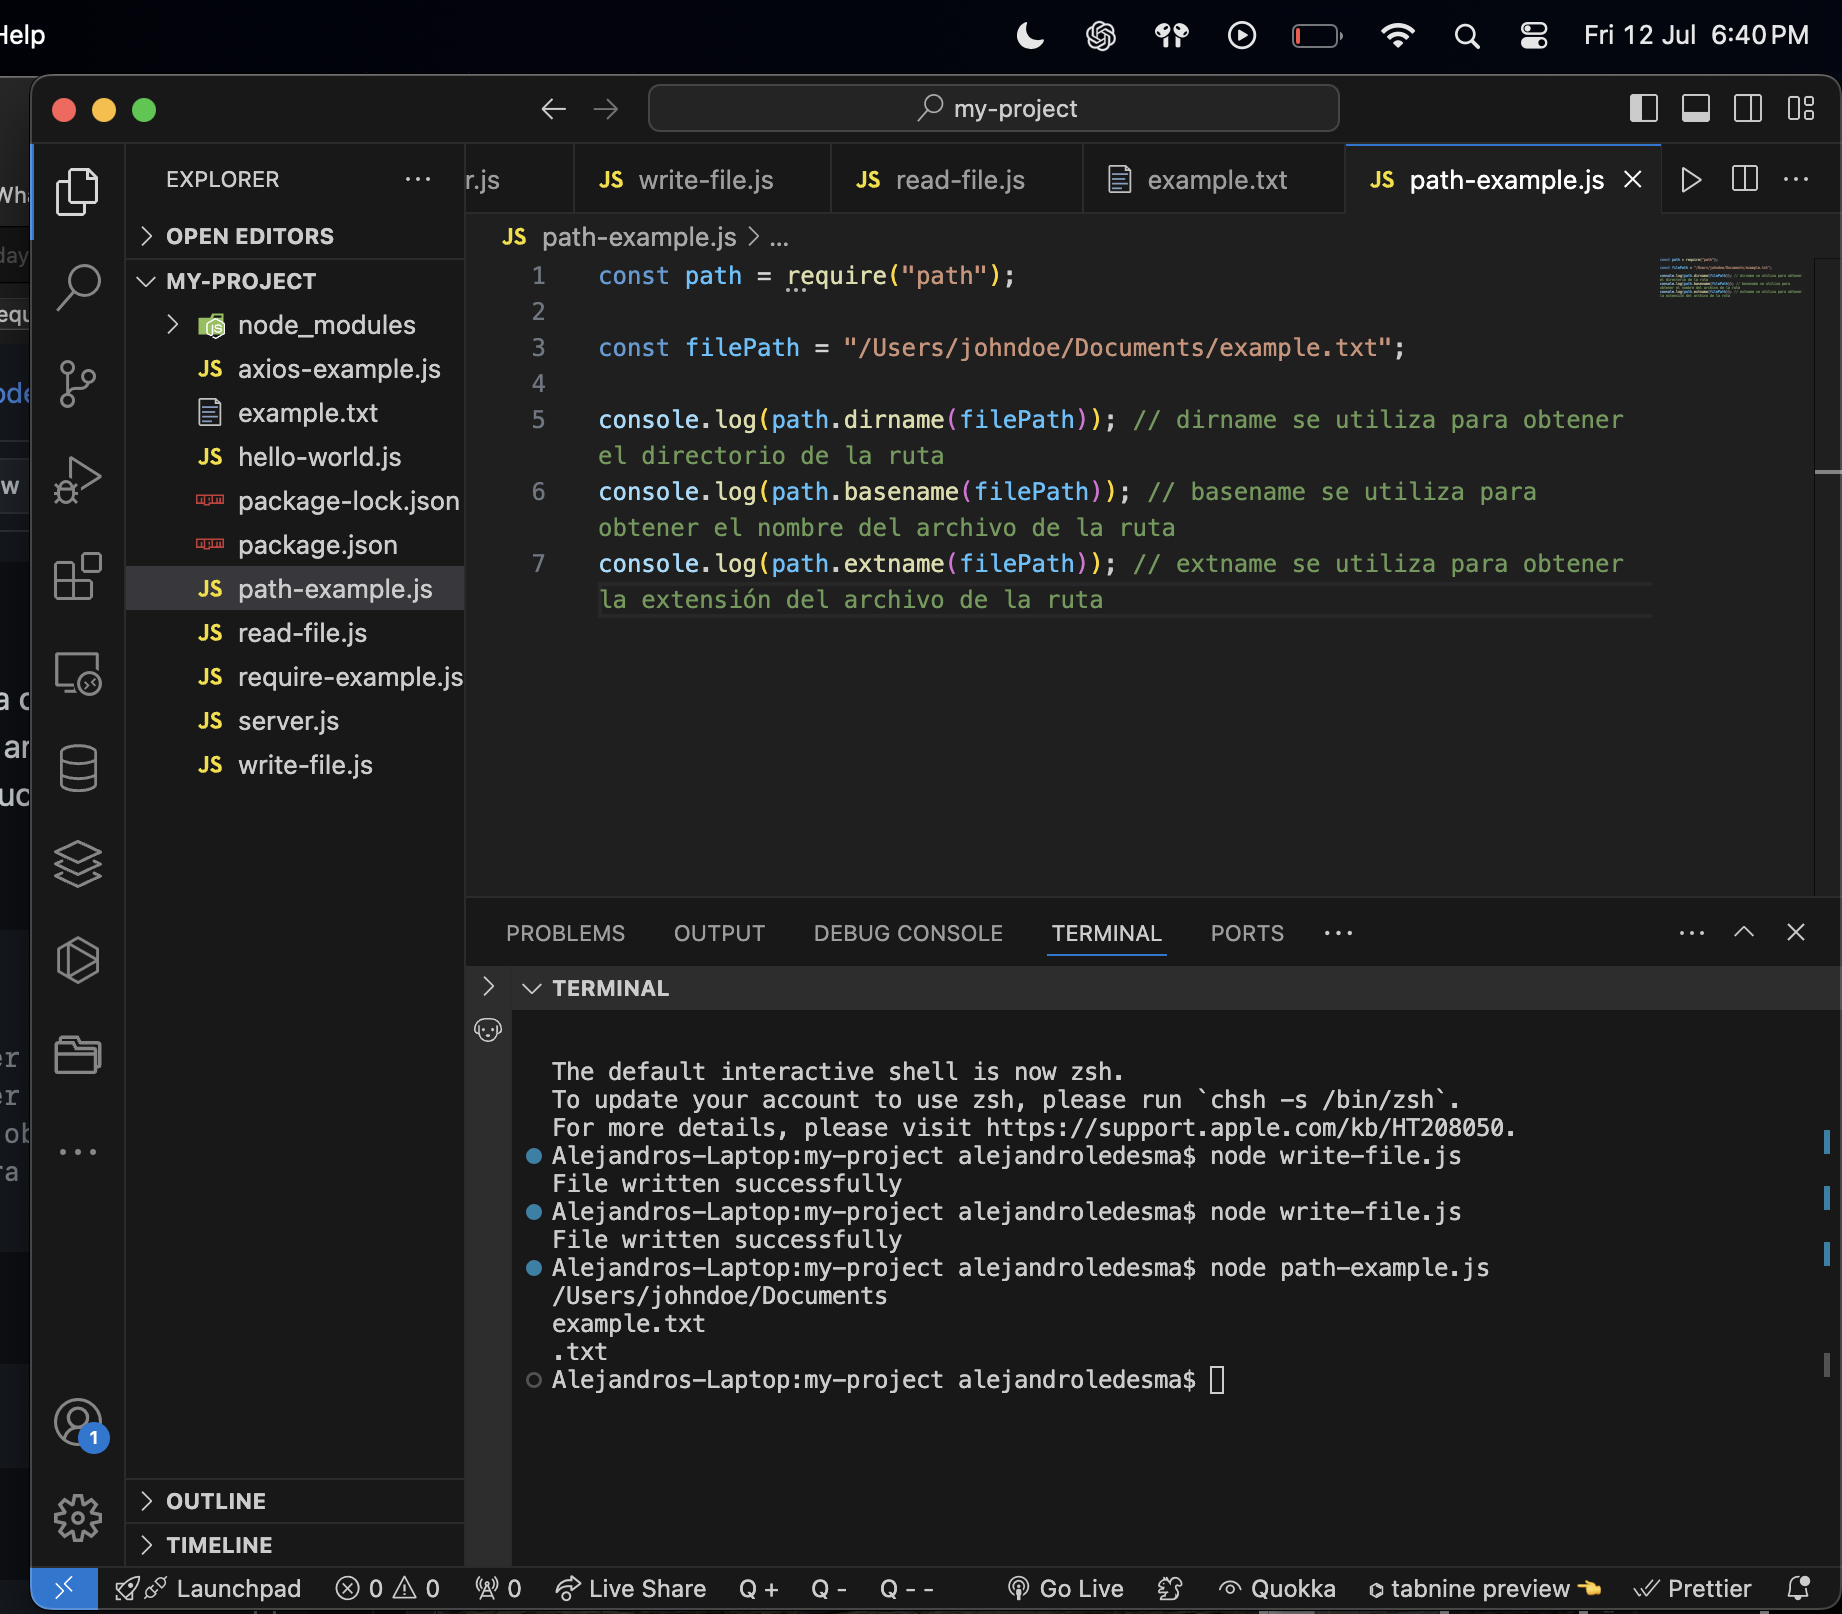 Help
Fri 12 Jul 6:40 PM
my-project
EXPLORER
r.js
JS write-file.js
JS read-file.js
example.txt
JS path-example.js
OPEN EDITORS
MY-PROJECT
node_modules
JS axios-example.js
example.txt
JS hello-world.js
package-lock.json
package.json
JS path-example.js
JS read-file.js
JS require-example.js
JS server.js
JS write-file.js
OUTLINE
TIMELINE
JS path-example.js > ...
1 const path = require("path");
2
3 const filePath = "/Users/johndoe/Documents/example.txt";
4
5 console.log(path.dirname(filePath)); // dirname se utiliza para obtener
el directorio de la ruta
6 console.log(path.basename(filePath)); // basename se utiliza para
obtener el nombre del archivo de la ruta
7 console.log(path.extname(filePath)); // extname se utiliza para obtener
la extensión del archivo de la ruta
PROBLEMS OUTPUT DEBUG CONSOLE TERMINAL PORTS
TERMINAL
The default interactive shell is now zsh.
To update your account to use zsh, please run `chsh -s /bin/zsh`.
For more details, please visit https://support.apple.com/kb/HT208050.
Alejandros-Laptop:my-project alejandroledesma$ node write-file.js
File written successfully
Alejandros-Laptop:my-project alejandroledesma$ node write-file.js
File written successfully
Alejandros-Laptop:my-project alejandroledesma$ node path-example.js
/Users/johndoe/Documents
example.txt
.txt
Alejandros-Laptop:my-project alejandroledesma$
1
Launchpad 0 0 0 Live Share Q + Q - Q - - Go Live Quokka tabnine preview Prettier